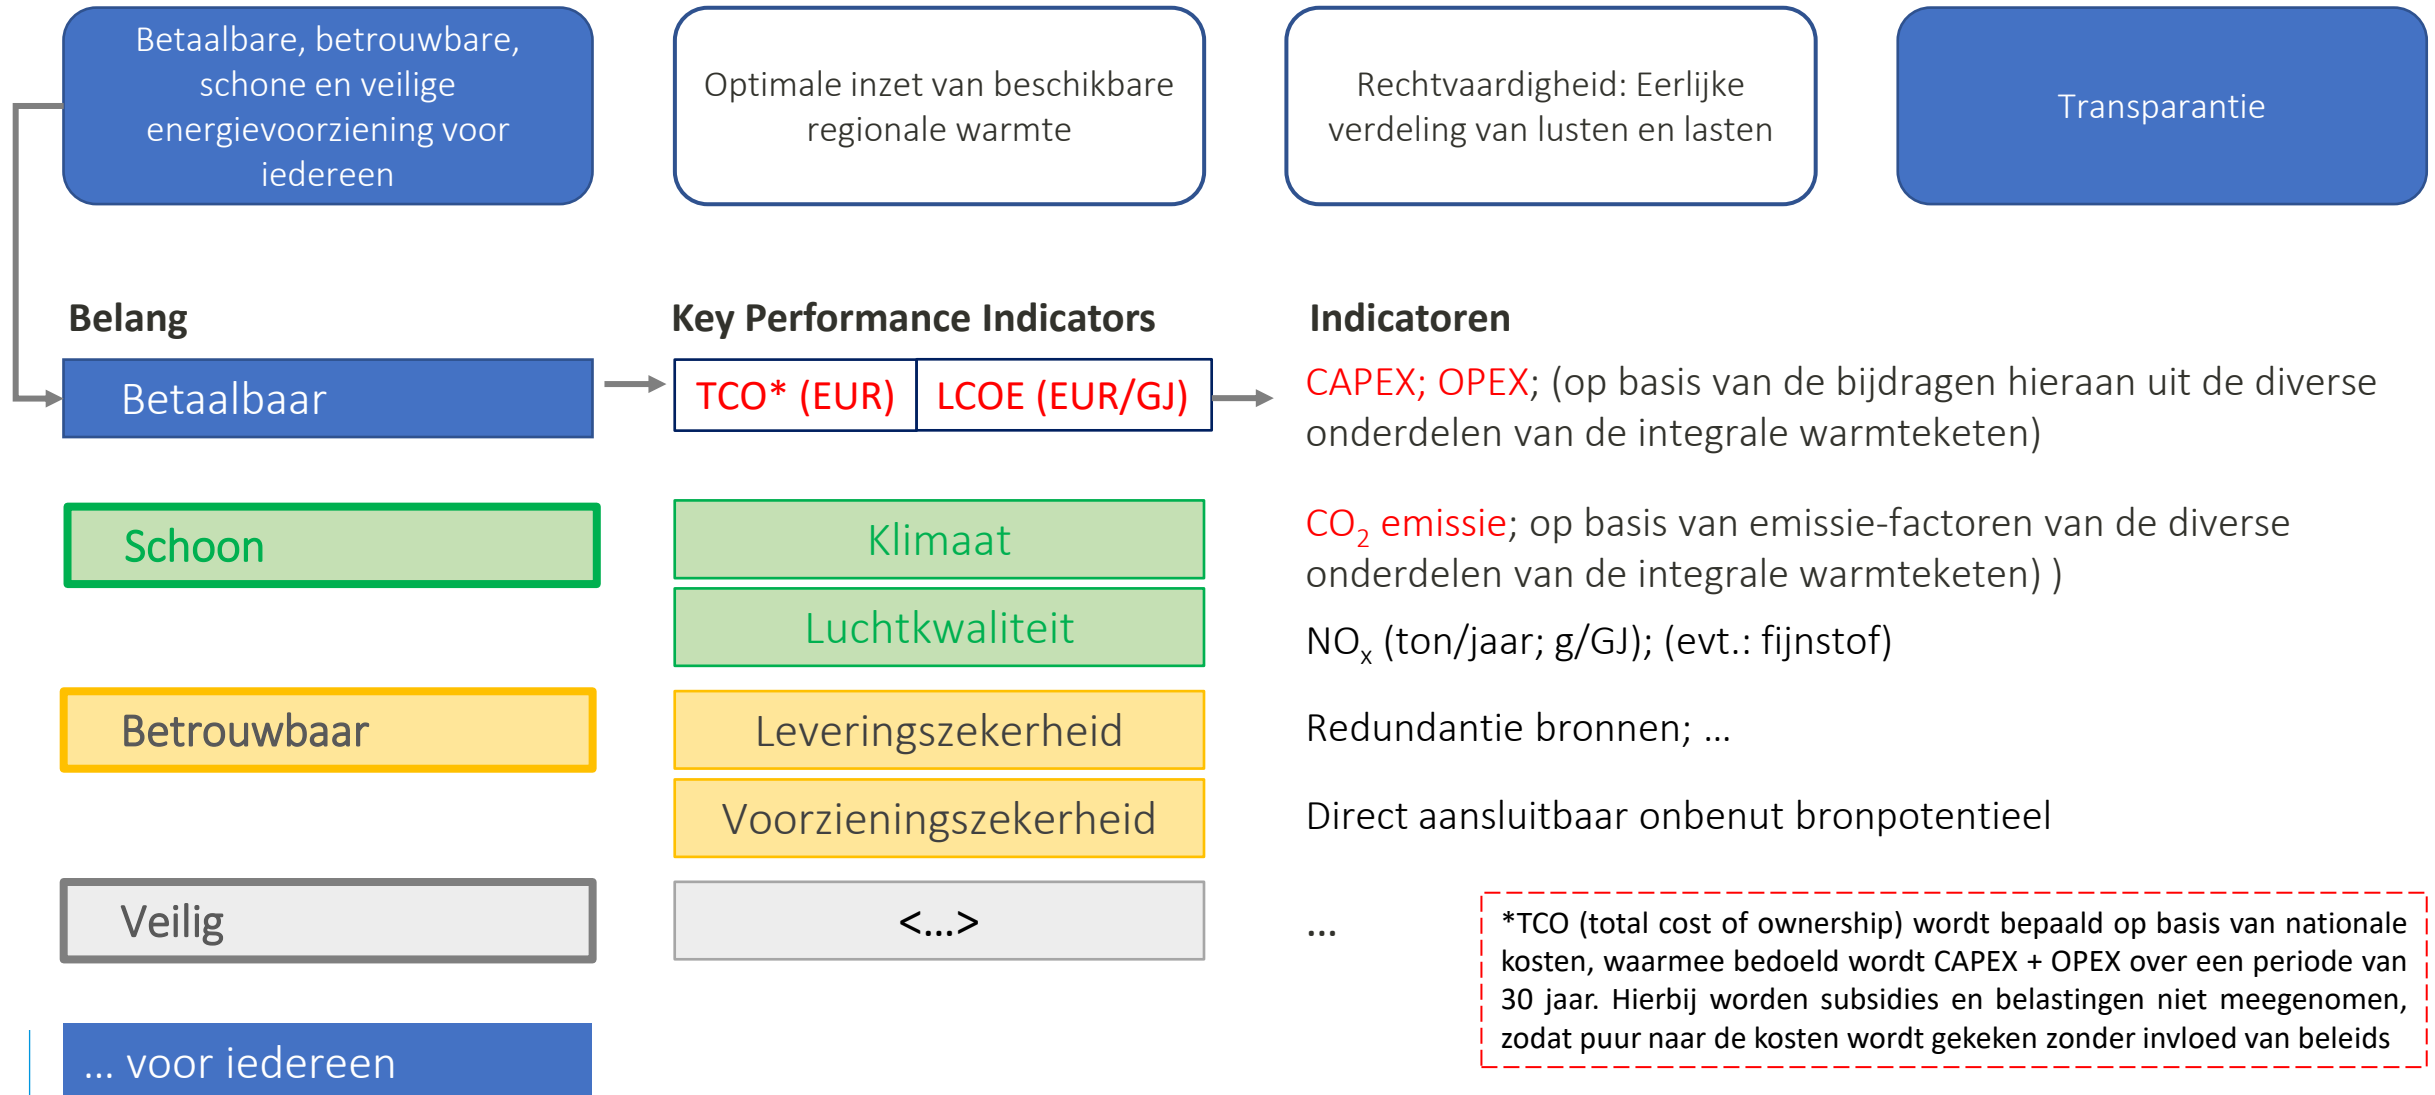 Betaalbare, betrouwbare,
schone en veilige
energievoorziening voor
iedereen
Optimale inzet van beschikbare
regionale warmte
Rechtvaardigheid: Eerlijke
verdeling van lusten en lasten
Transparantie
Belang
Key Performance Indicators
Indicatoren
Betaalbaar
TCO* (EUR)
LCOE (EUR/GJ)
CAPEX; OPEX; (op basis van de bijdragen hieraan uit de diverse
onderdelen van de integrale warmteketen)
Schoon
Klimaat
CO₂ emissie; op basis van emissie-factoren van de diverse
onderdelen van de integrale warmteketen) )
Luchtkwaliteit
NOₓ (ton/jaar; g/GJ); (evt.: fijnstof)
Betrouwbaar
Leveringszekerheid
Redundantie bronnen; ...
Voorzieningszekerheid
Direct aansluitbaar onbenut bronpotentieel
Veilig
<...>
...
*TCO (total cost of ownership) wordt bepaald op basis van nationale
kosten, waarmee bedoeld wordt CAPEX + OPEX over een periode van
30 jaar. Hierbij worden subsidies en belastingen niet meegenomen,
zodat puur naar de kosten wordt gekeken zonder invloed van beleids
... voor iedereen